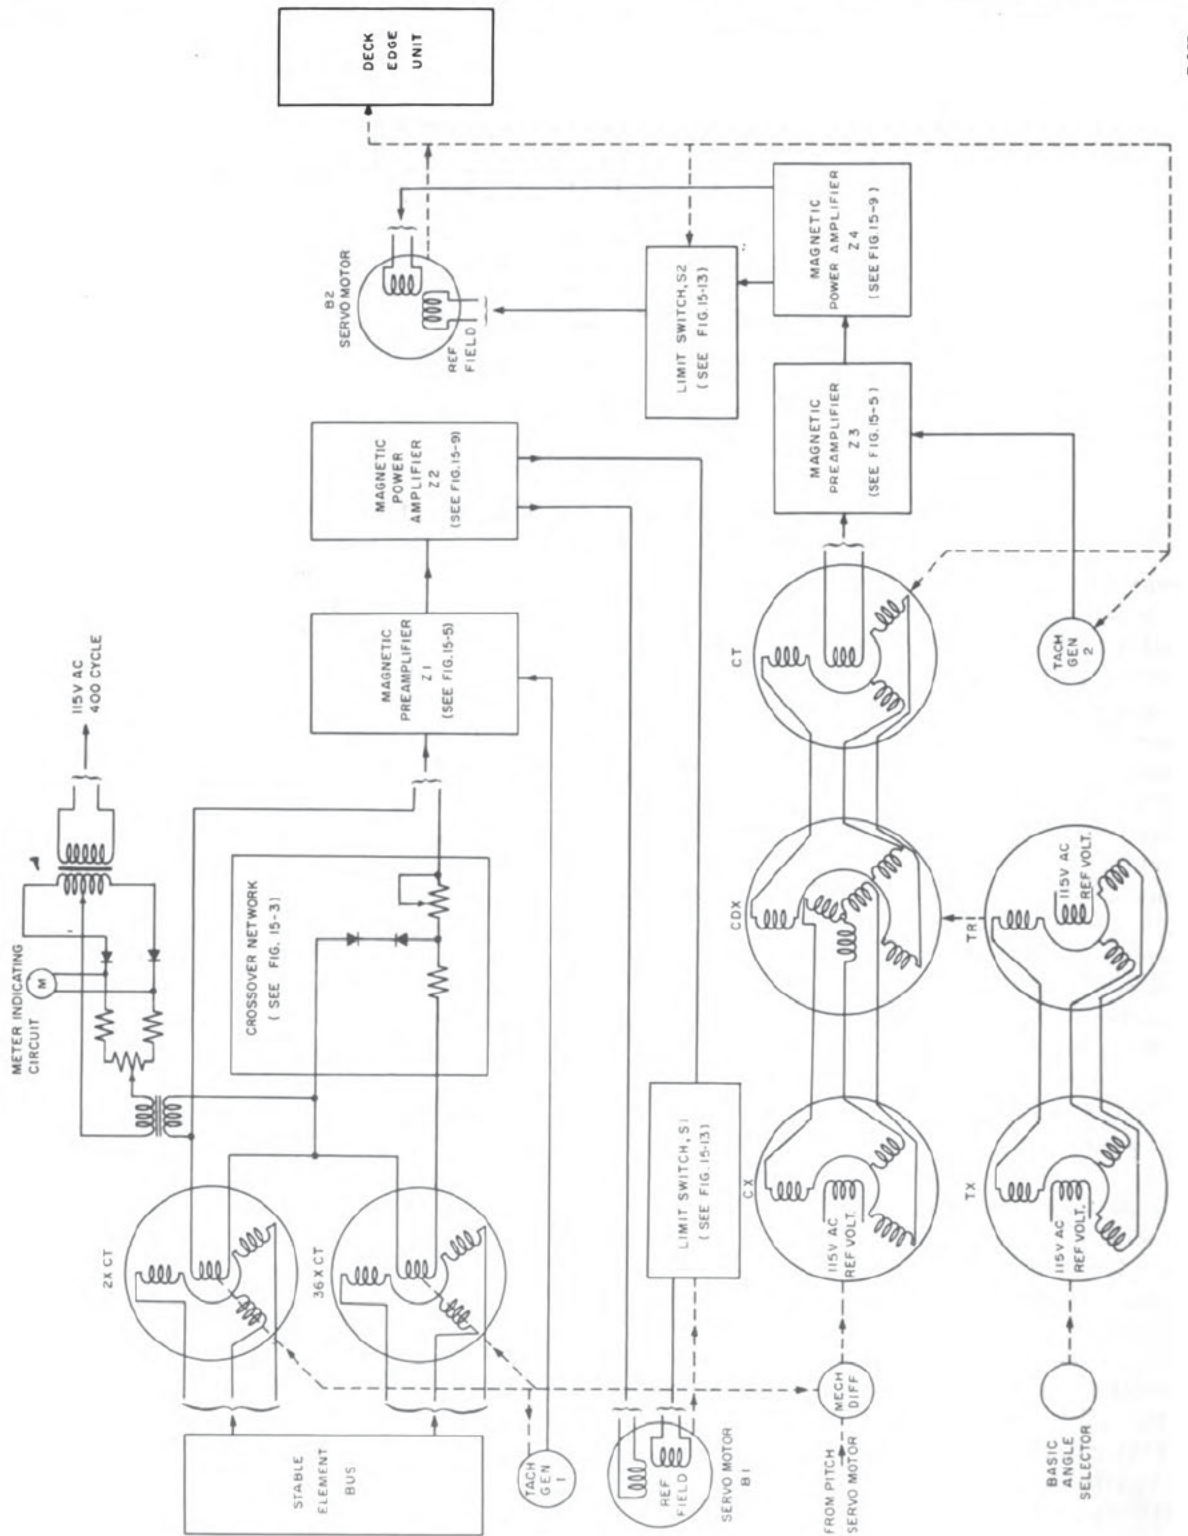 DECK
EDGE
UNIT
B2
SERVO MOTOR
REF
FIELD
LIMIT SWITCH, S2
(SEE FIG. 15-13)
MAGNETIC
POWER AMPLIFIER
Z4
(SEE FIG. 15-9)
MAGNETIC
PREAMPLIFIER
Z3
(SEE FIG. 15-5)
MAGNETIC
POWER
AMPLIFIER
Z2
(SEE FIG. 15-9)
MAGNETIC
PREAMPLIFIER
Z1
(SEE FIG. 15-5)
115V AC
400 CYCLE
METER INDICATING
CIRCUIT
M
CROSSOVER NETWORK
(SEE FIG. 15-3)
2X CT
36X CT
STABLE
ELEMENT
BUS
TACH
GEN
1
REF
FIELD
SERVO MOTOR
B1
LIMIT SWITCH, S1
(SEE FIG. 15-13)
CT
TACH
GEN
2
CDX
CX
115V AC
REF VOLT.
MECH
DIFF
FROM PITCH
SERVO MOTOR
TR
115V AC
REF VOLT.
TX
115V AC
REF VOLT.
BASIC
ANGLE
SELECTOR